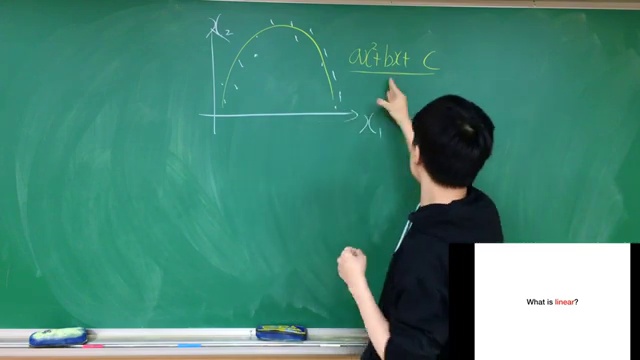 x₂
ax²+bx+ c
x₁
What is linear?